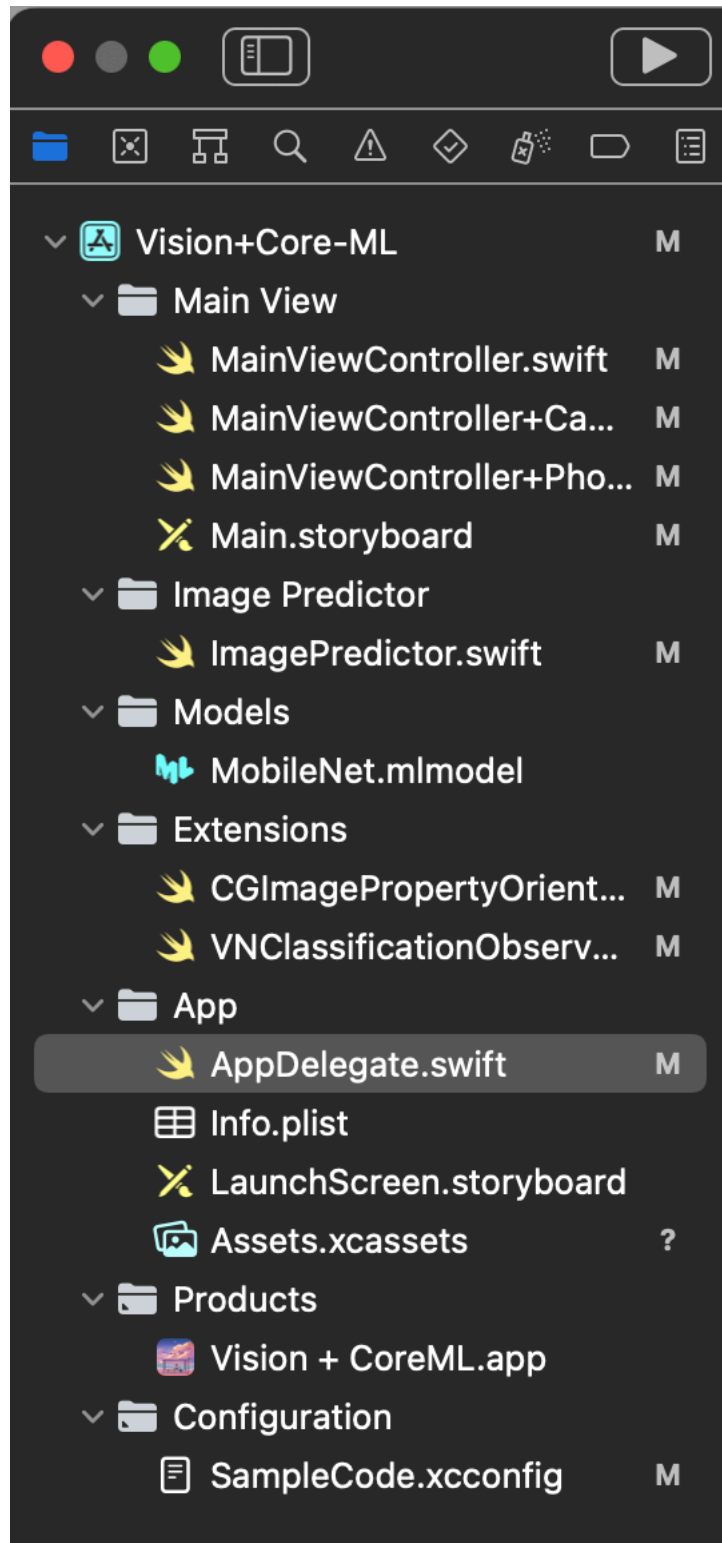 Vision+Core-ML M
Main View
MainViewController.swift M
MainViewController+Ca... M
MainViewController+Pho... M
Main.storyboard M
Image Predictor
ImagePredictor.swift M
Models
MobileNet.mlmodel
Extensions
CGImagePropertyOrient... M
VNClassificationObserv... M
App
AppDelegate.swift M
Info.plist
LaunchScreen.storyboard
Assets.xcassets ?
Products
Vision + CoreML.app
Configuration
SampleCode.xcconfig M